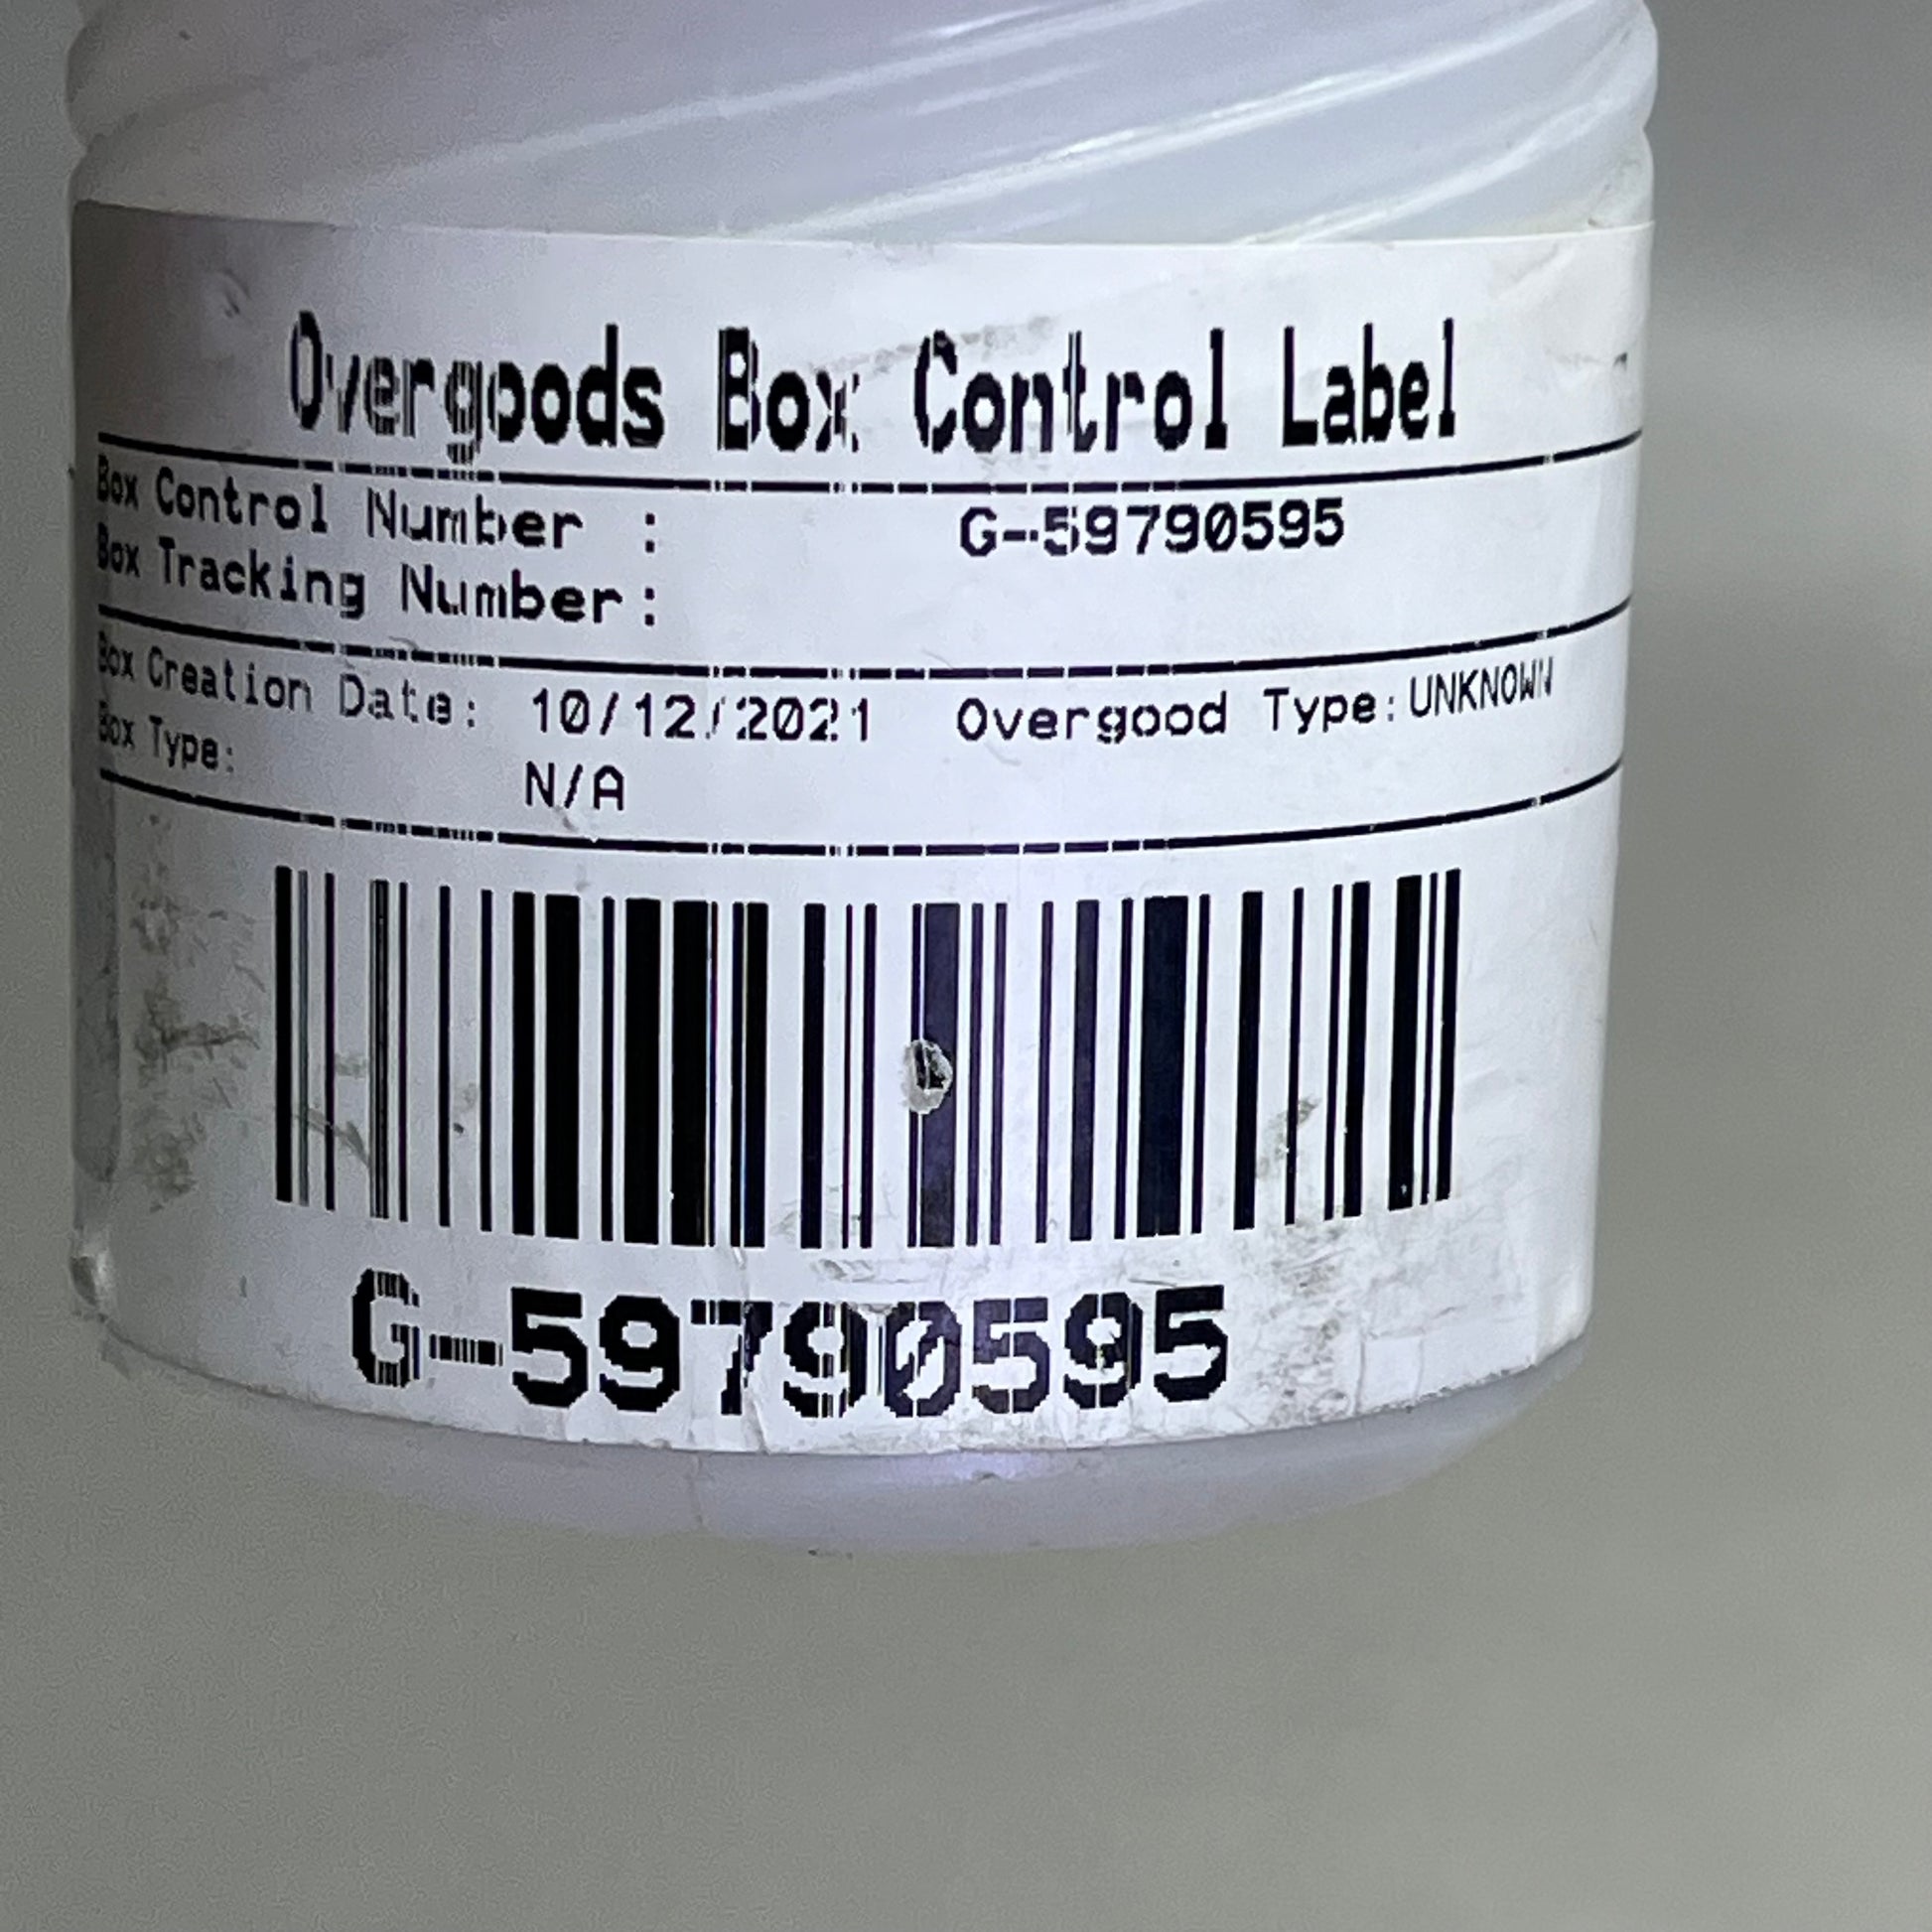 Overgoods Box Control Label
Box Control Number : G-59790595
Box Tracking Number:
Box Creation Date: 10/12/2021 Overgood Type: UNKNOWN
Box Type: N/A
G-59790595